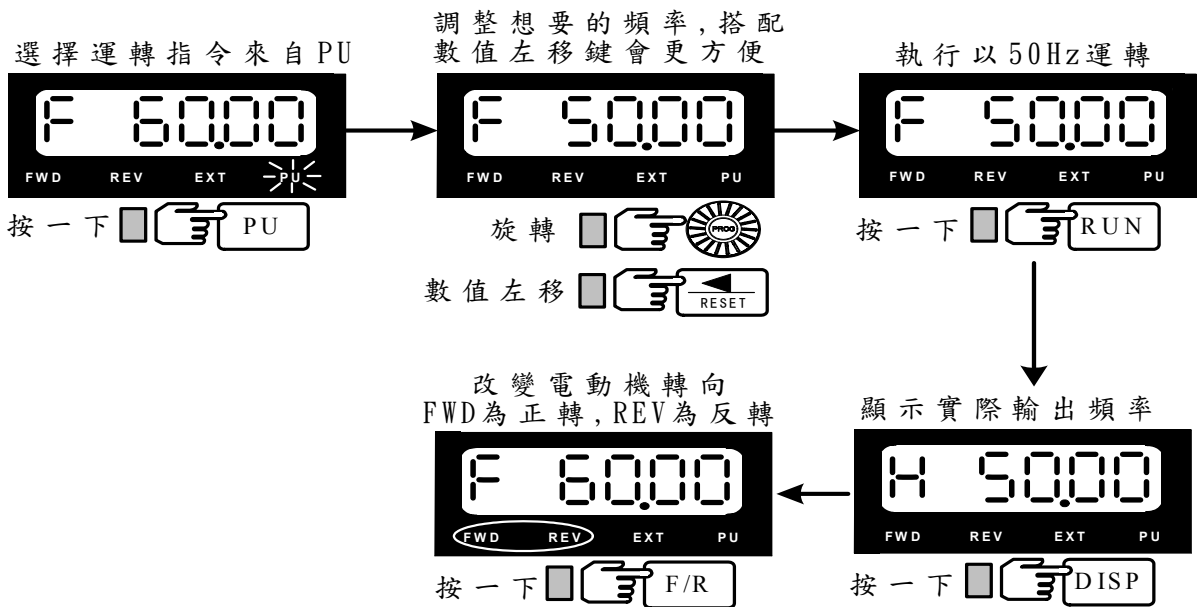 選擇運轉指令來自PU
F 60.00
FWD REV EXT PU
按一下 PU
調整想要的頻率,搭配
數值左移鍵會更方便
F 50.00
FWD REV EXT PU
旋轉 PROG
數值左移 RESET
執行以50Hz運轉
F 50.00
FWD REV EXT PU
按一下 RUN
顯示實際輸出頻率
H 50.00
FWD REV EXT PU
按一下 DISP
改變電動機轉向
FWD為正轉,REV為反轉
F 60.00
FWD REV EXT PU
按一下 F/R